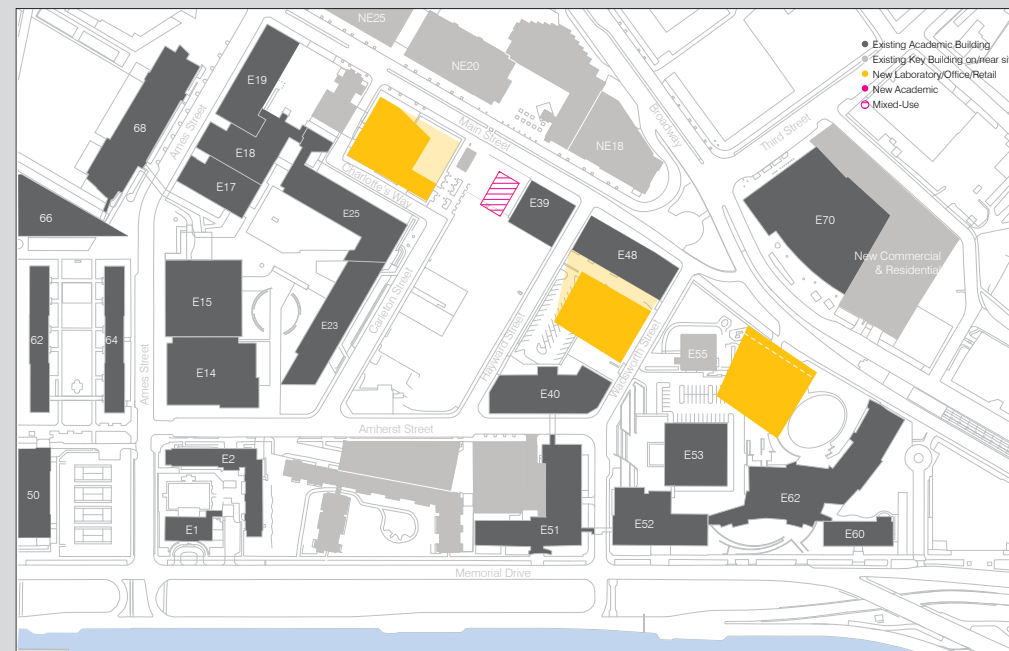 NE25
Existing Academic Building
Existing Key Building on/near si
New Laboratory/Office/Retail
New Academic
Mixed-Use
NE20
E19
68
Ames Street
Main Street
Broadway
Third Street
NE18
E18
E17
Charlotte's Way
E25
E39
66
E70
E48
New Commercial
& Residential
E15
E23
Carleton Street
62
64
Hayward Street
Wadsworth Street
E55
E14
Ames Street
E40
Amherst Street
E2
E53
50
E62
E1
E51
E52
E60
Memorial Drive